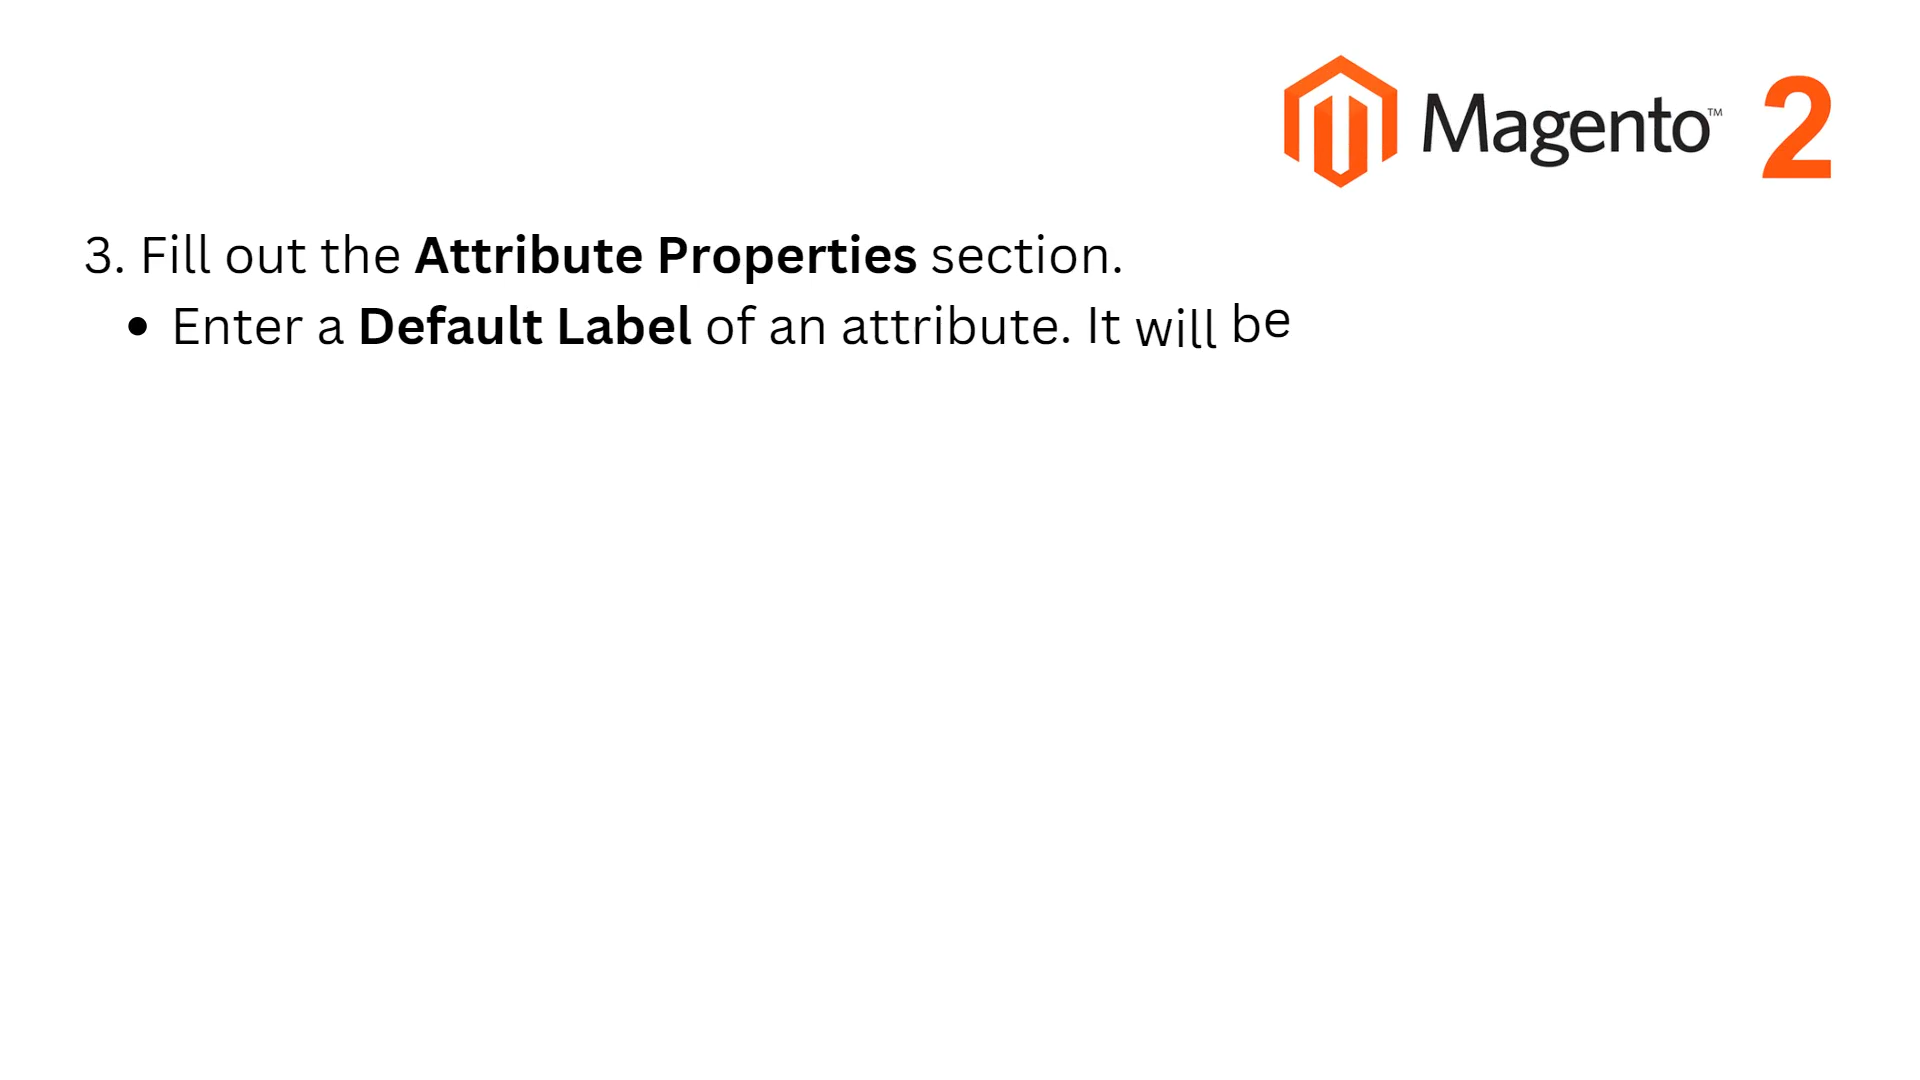 Magento™ 2
3. Fill out the Attribute Properties section.
• Enter a Default Label of an attribute. It will be